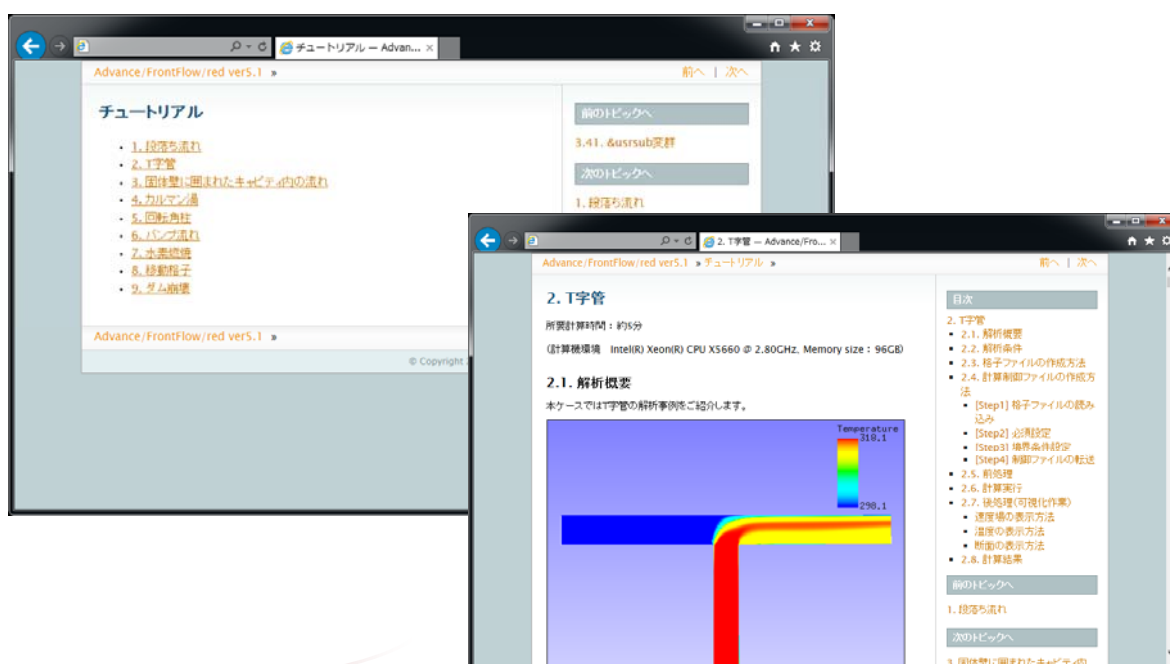 チュートリアル — Advan... ×
Advance/FrontFlow/red ver5.1 »
前へ | 次へ
チュートリアル
• 1. 段落ち流れ
• 2. T字管
• 3. 固体壁に囲まれたキャビティ内の流れ
• 4. カルマン渦
• 5. 回転角柱
• 6. バンプ流れ
• 7. 水素燃焼
• 8. 移動格子
• 9. ダム崩壊
前のトピックへ
3.41. &usrsub変群
次のトピックへ
1. 段落ち流れ
Advance/FrontFlow/red ver5.1 »
© Copyright
2. T字管 — Advance/Fro... ×
Advance/FrontFlow/red ver5.1 » チュートリアル »
前へ | 次へ
2. T字管
所要計算時間：約5分
(計算機環境 Intel(R) Xeon(R) CPU X5660 @ 2.80GHz, Memory size：96GB)
2.1. 解析概要
本ケースではT字管の解析事例をご紹介します。
Temperature
318.1
298.1
目次
2. T字管
▪ 2.1. 解析概要
▪ 2.2. 解析条件
▪ 2.3. 格子ファイルの作成方法
▪ 2.4. 計算制御ファイルの作成方
法
▪ [Step1] 格子ファイルの読み
込み
▪ [Step2] 必須設定
▪ [Step3] 境界条件設定
▪ [Step4] 制御ファイルの転送
▪ 2.5. 前処理
▪ 2.6. 計算実行
▪ 2.7. 後処理(可視化作業)
▪ 速度場の表示方法
▪ 温度の表示方法
▪ 断面の表示方法
▪ 2.8. 計算結果
前のトピックへ
1. 段落ち流れ
次のトピックへ
3. 固体壁に囲まれたキャビティ内